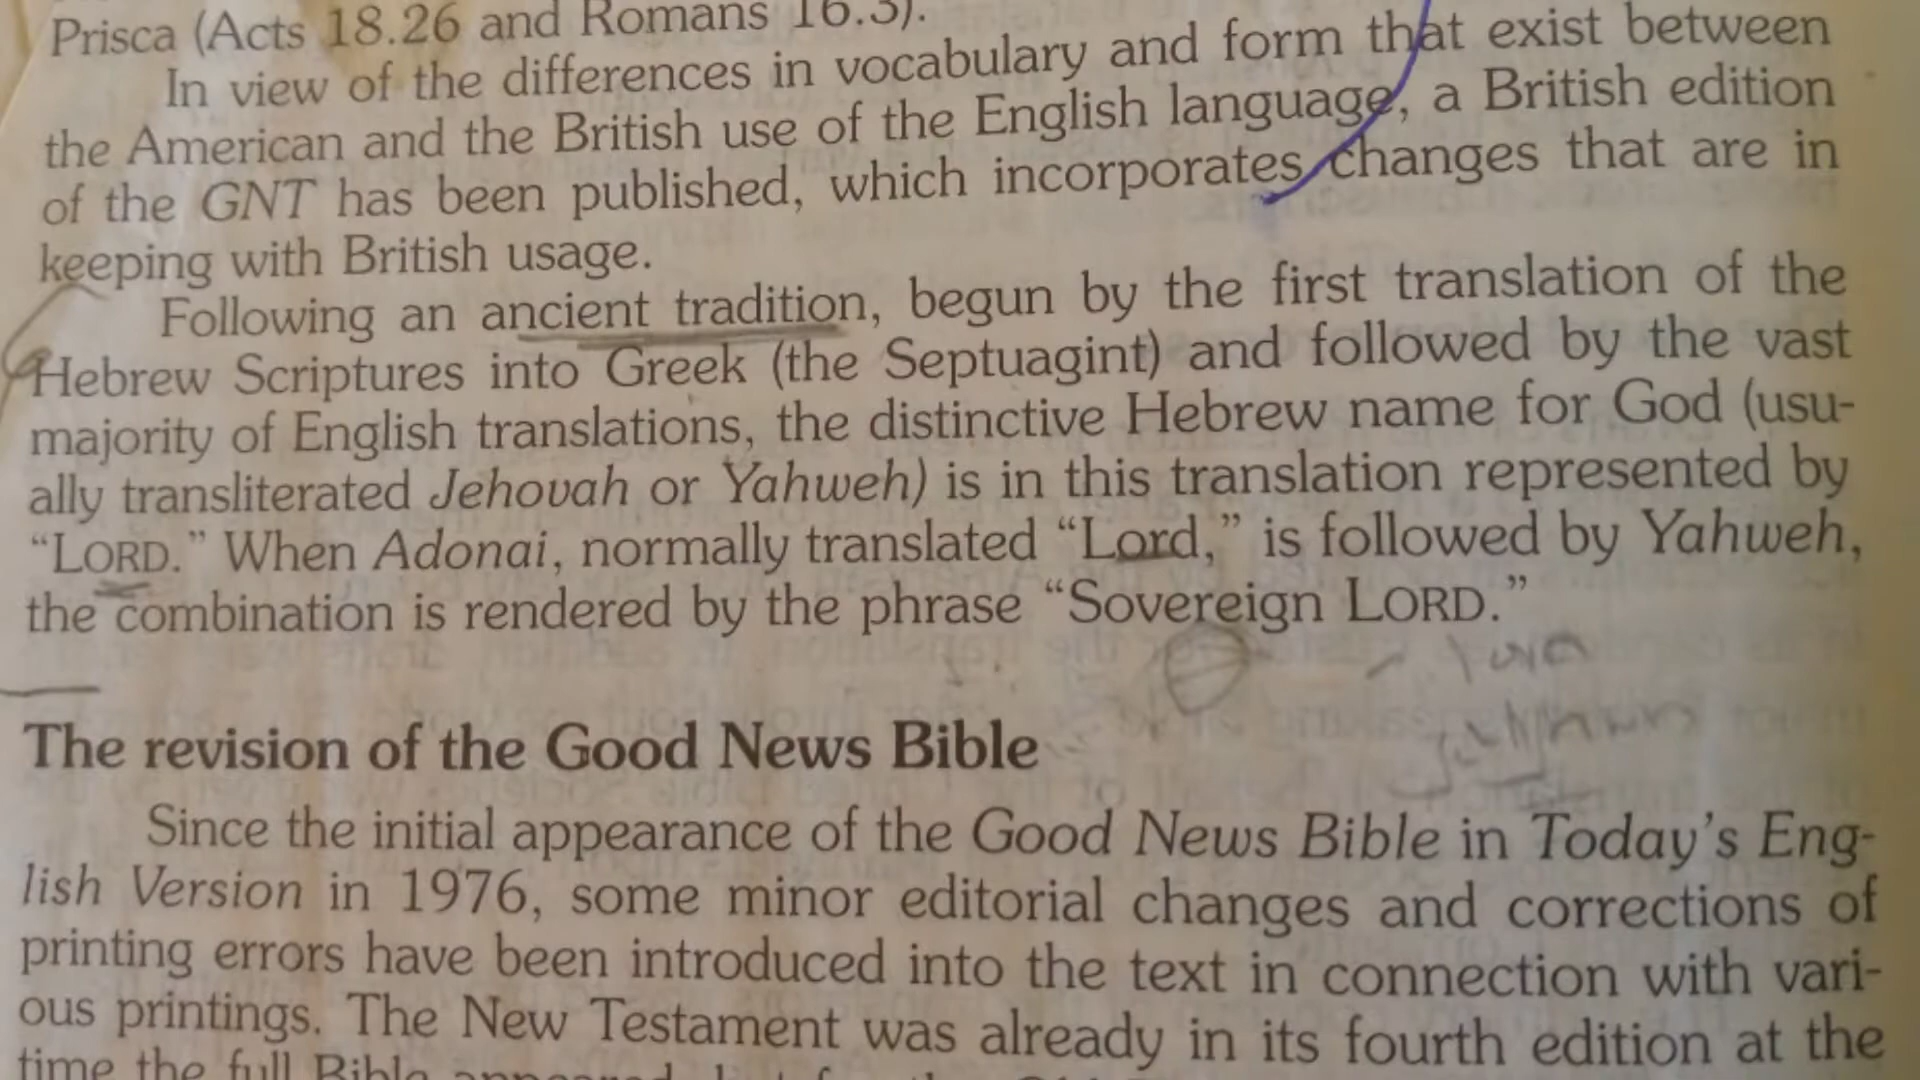 Prisca (Acts 18.26 and Romans 16.3).
In view of the differences in vocabulary and form that exist between
the American and the British use of the English language, a British edition
of the GNT has been published, which incorporates changes that are in
keeping with British usage.
Following an ancient tradition, begun by the first translation of the
Hebrew Scriptures into Greek (the Septuagint) and followed by the vast
majority of English translations, the distinctive Hebrew name for God (usu-
ally transliterated Jehovah or Yahweh) is in this translation represented by
“LORD.” When Adonai, normally translated “Lord,” is followed by Yahweh,
the combination is rendered by the phrase “Sovereign LORD.”
The revision of the Good News Bible
Since the initial appearance of the Good News Bible in Today’s Eng-
lish Version in 1976, some minor editorial changes and corrections of
printing errors have been introduced into the text in connection with vari-
ous printings. The New Testament was already in its fourth edition at the
time the full Bible